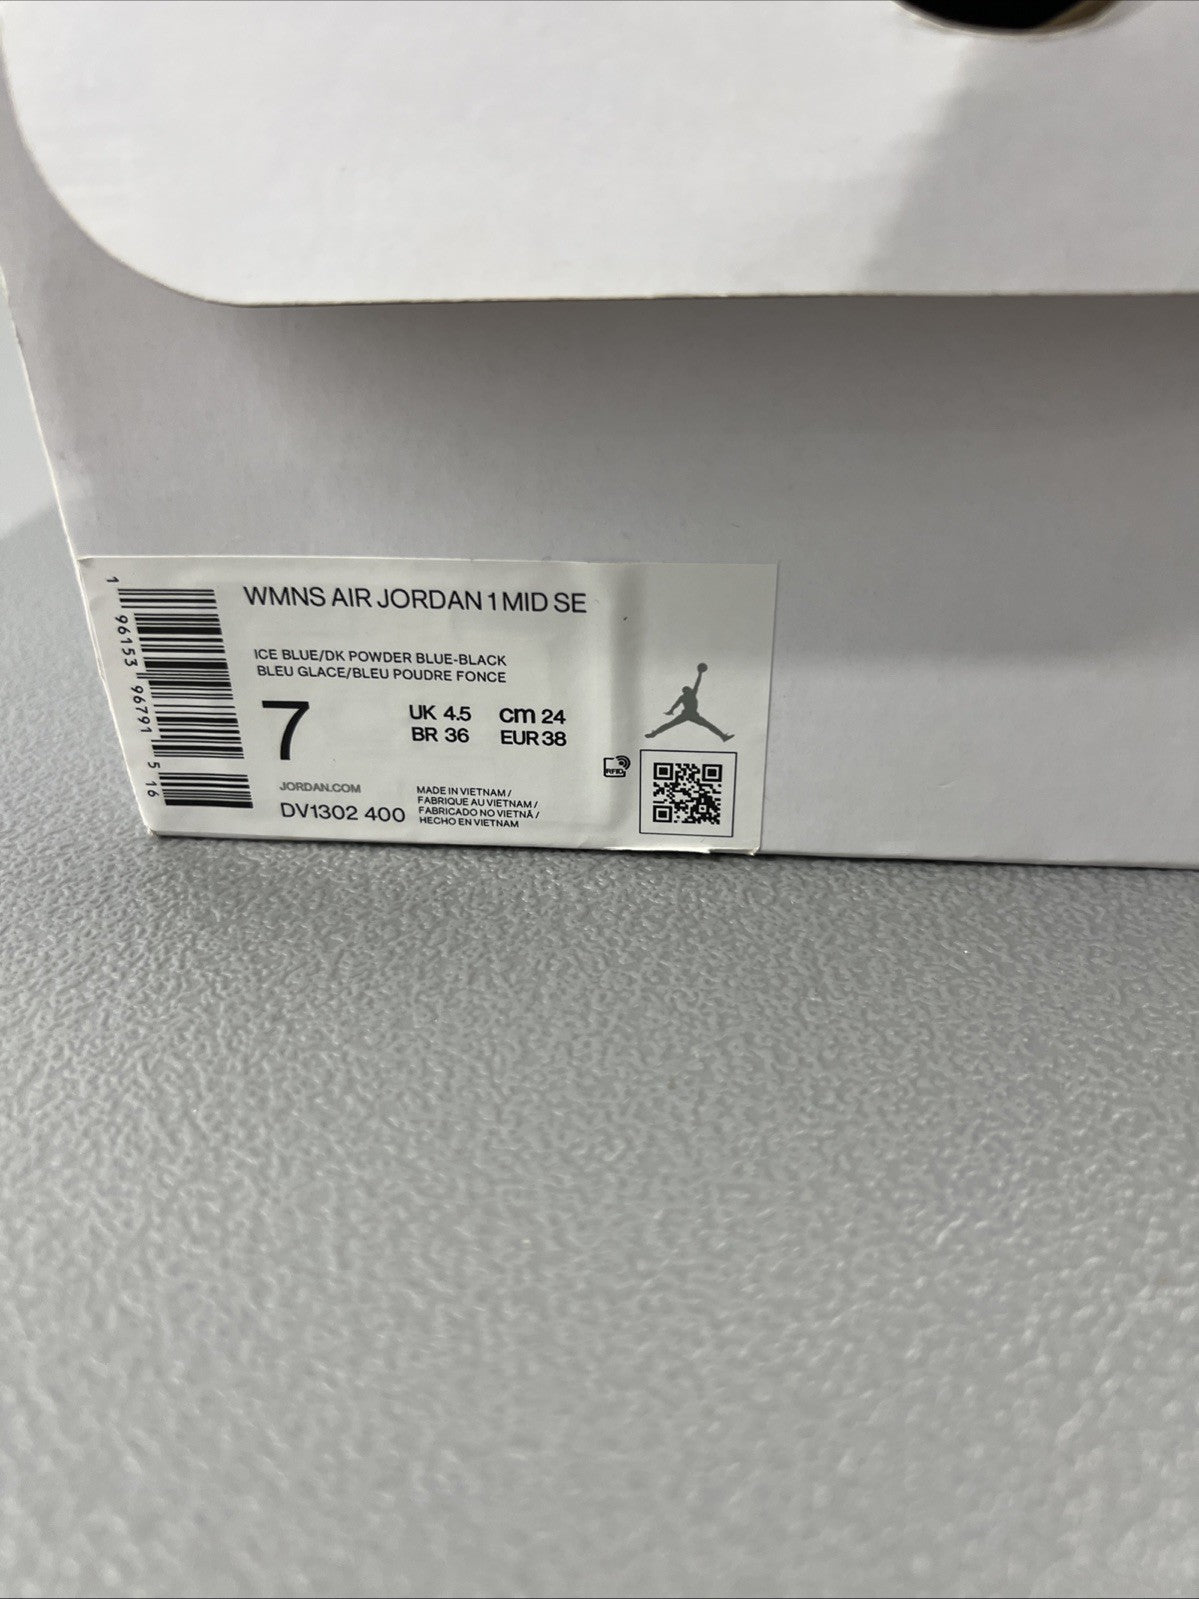 1 96153 96791 5 16
WMNS AIR JORDAN 1 MID SE
ICE BLUE/DK POWDER BLUE-BLACK
BLEU GLACE/BLEU POUDRE FONCE
7
UK 4.5 cm 24
BR 36 EUR 38
JORDAN.COM
DV1302 400
MADE IN VIETNAM /
FABRIQUE AU VIETNAM /
FABRICADO NO VIETNÃ /
HECHO EN VIETNAM
RFID